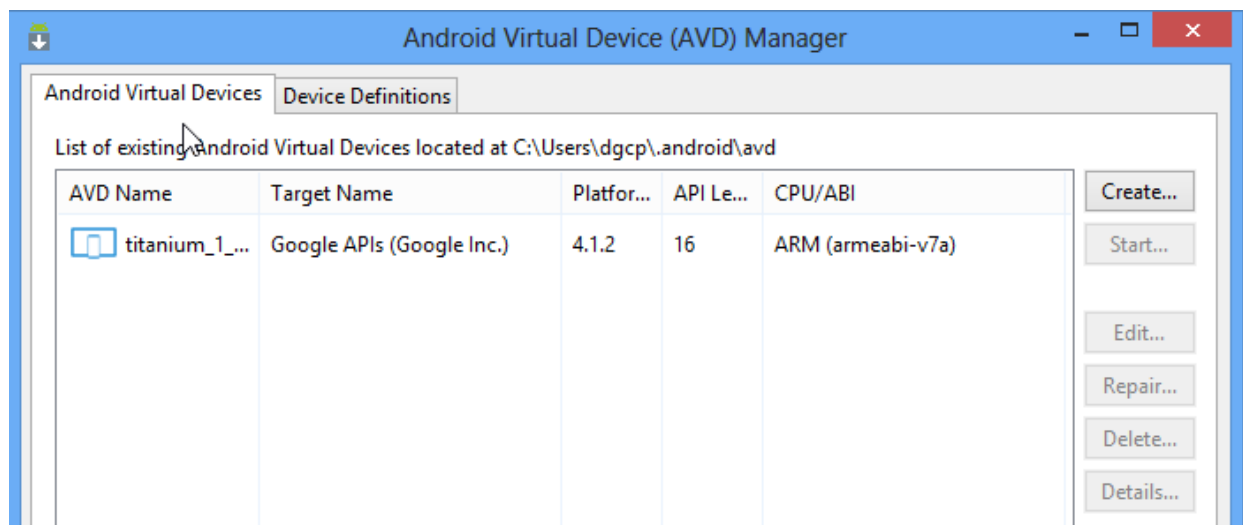 Android Virtual Device (AVD) Manager
Android Virtual Devices Device Definitions
List of existing Android Virtual Devices located at C:\Users\dgcp\.android\avd
AVD Name Target Name Platfor... API Le... CPU/ABI Create...
titanium_1_... Google APIs (Google Inc.) 4.1.2 16 ARM (armeabi-v7a) Start...
Edit...
Repair...
Delete...
Details...